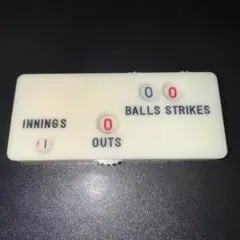 0 0
BALLS STRIKES
INNINGS 0
1 OUTS